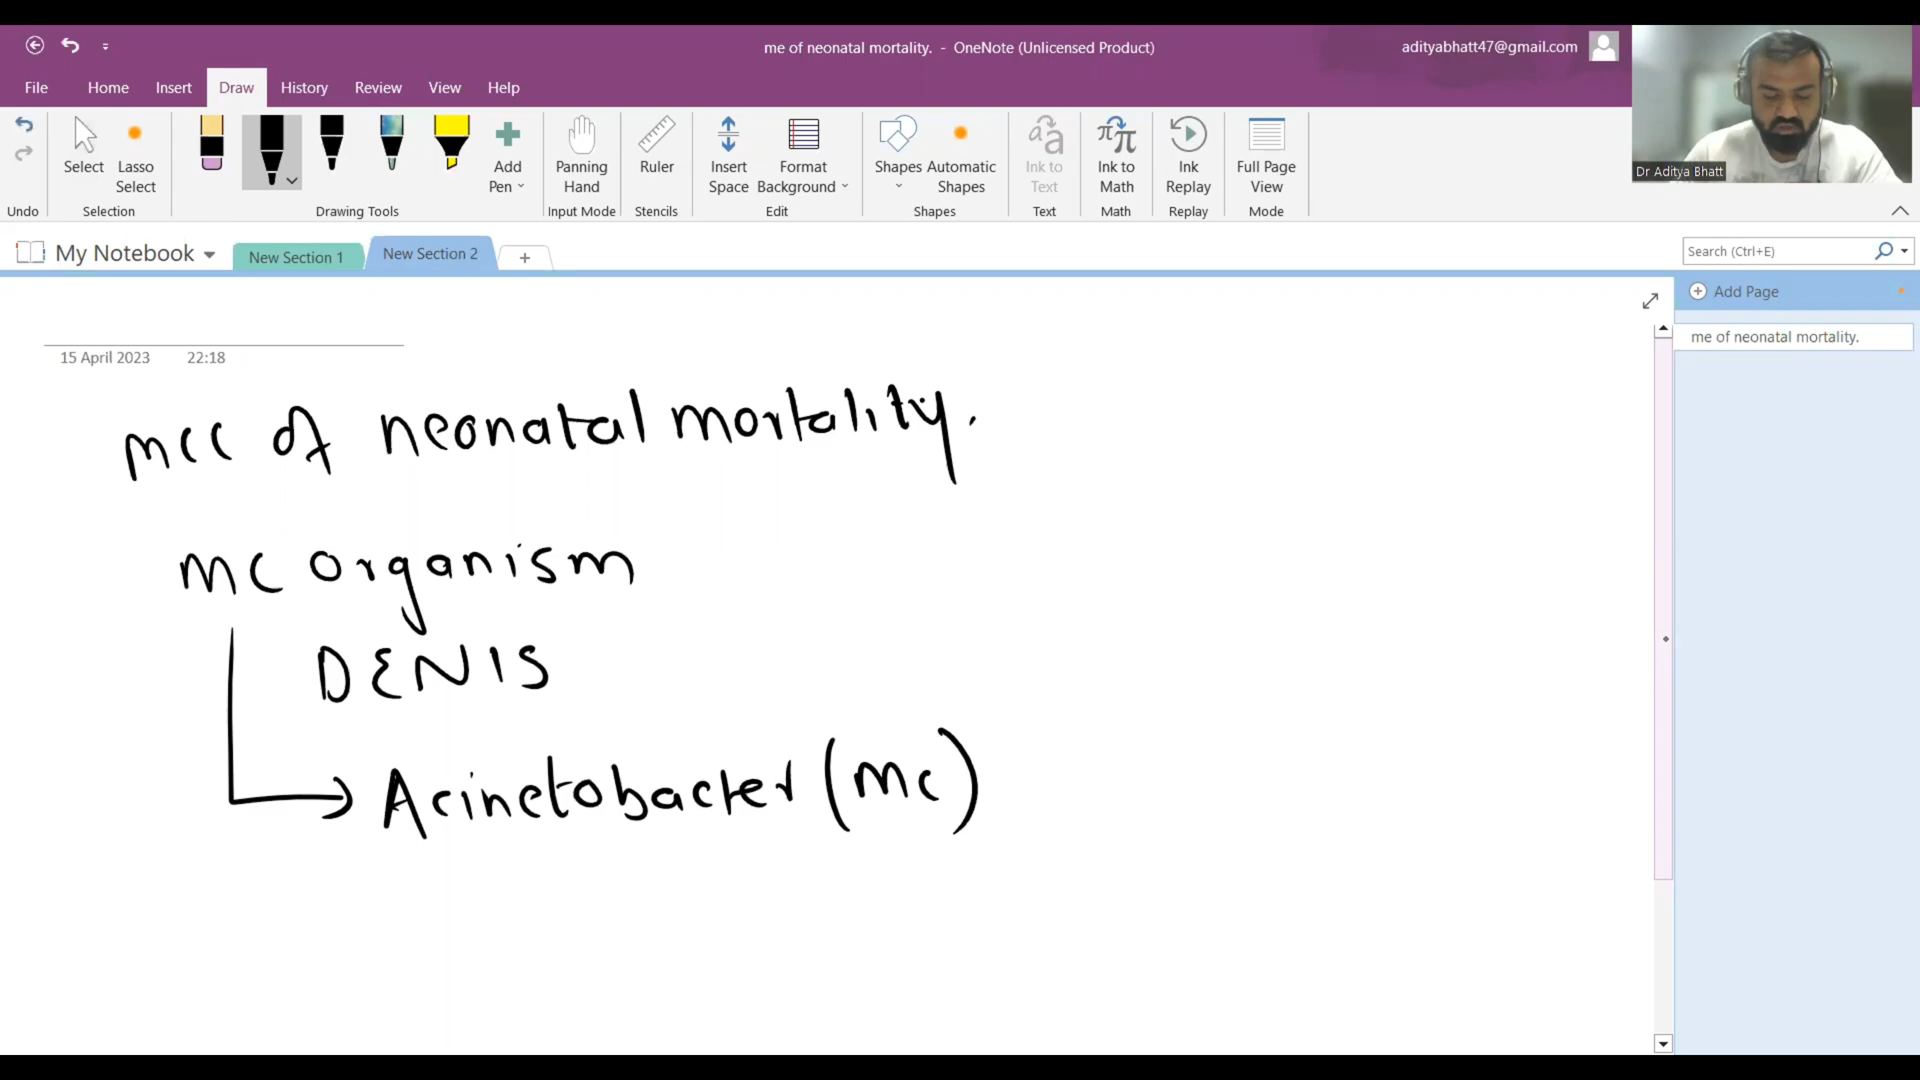 me of neonatal mortality. - OneNote (Unlicensed Product)
adityabhatt47@gmail.com
File Home Insert Draw History Review View Help
Select
Lasso Select
Add Pen
Panning Hand
Ruler
Insert Space
Format Background
Shapes
Automatic Shapes
Ink to Text
Ink to Math
Ink Replay
Full Page View
Dr Aditya Bhatt
Undo Selection Drawing Tools Input Mode Stencils Edit Shapes Text Math Replay Mode
My Notebook New Section 1 New Section 2 +
Search (Ctrl+E)
Add Page
me of neonatal mortality.
15 April 2023 22:18
mcc of neonatal mortality.
mc organism
DENIS
Acinetobacter (mc)